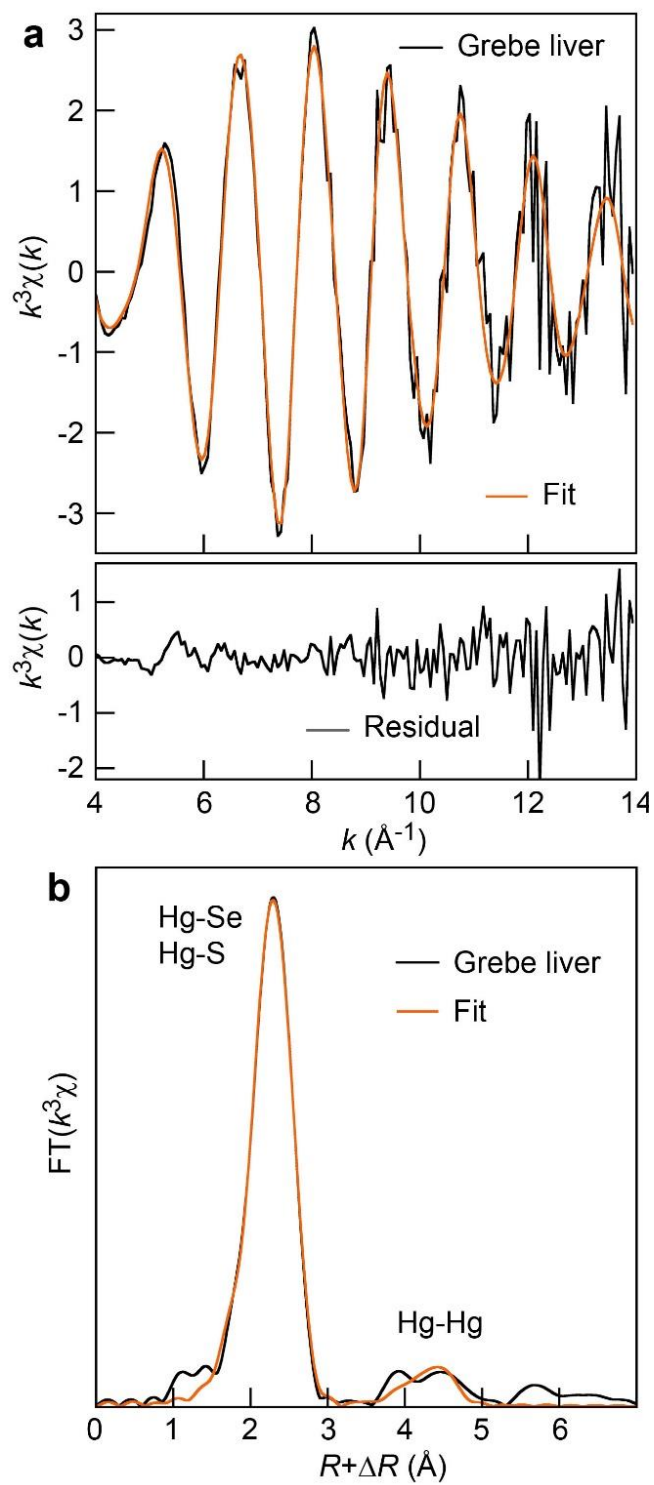 a
Grebe liver
Fit
3
2
1
0
-1
-2
-3
k³χ(k)
1
0
-1
-2
k³χ(k)
Residual
4 6 8 10 12 14
k (Å⁻¹)
b
Hg-Se
Hg-S
Grebe liver
Fit
Hg-Hg
FT(k³χ)
0 1 2 3 4 5 6
R+ΔR (Å)